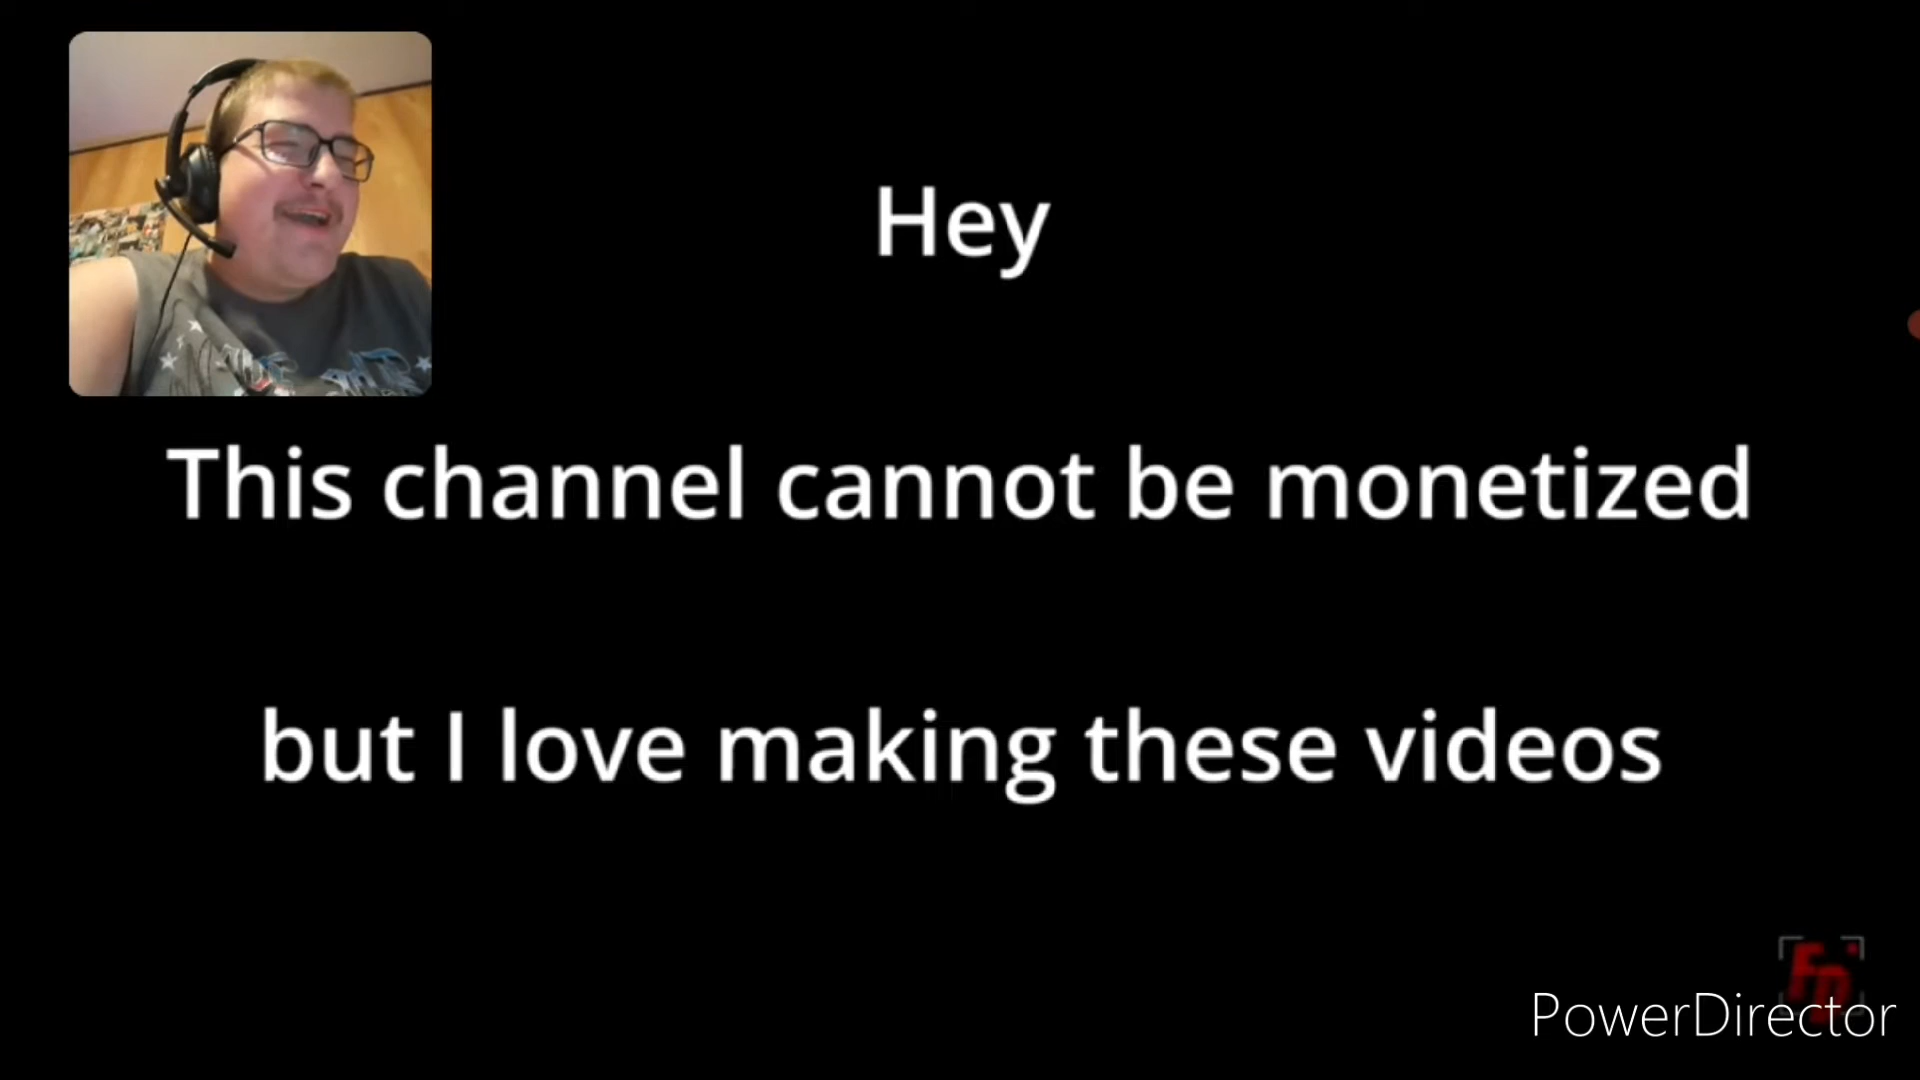 Hey
This channel cannot be monetized
but I love making these videos
PowerDirector